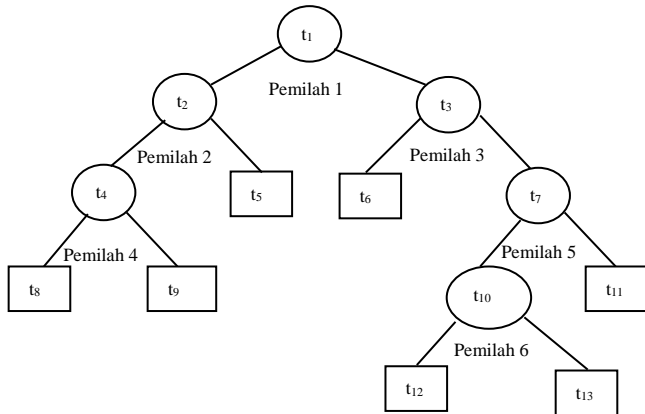 t₁
Pemilah 1
t₂
t₃
Pemilah 2
Pemilah 3
t₄
t₅
t₆
t₇
Pemilah 4
Pemilah 5
t₈
t₉
t₁₀
t₁₁
Pemilah 6
t₁₂
t₁₃